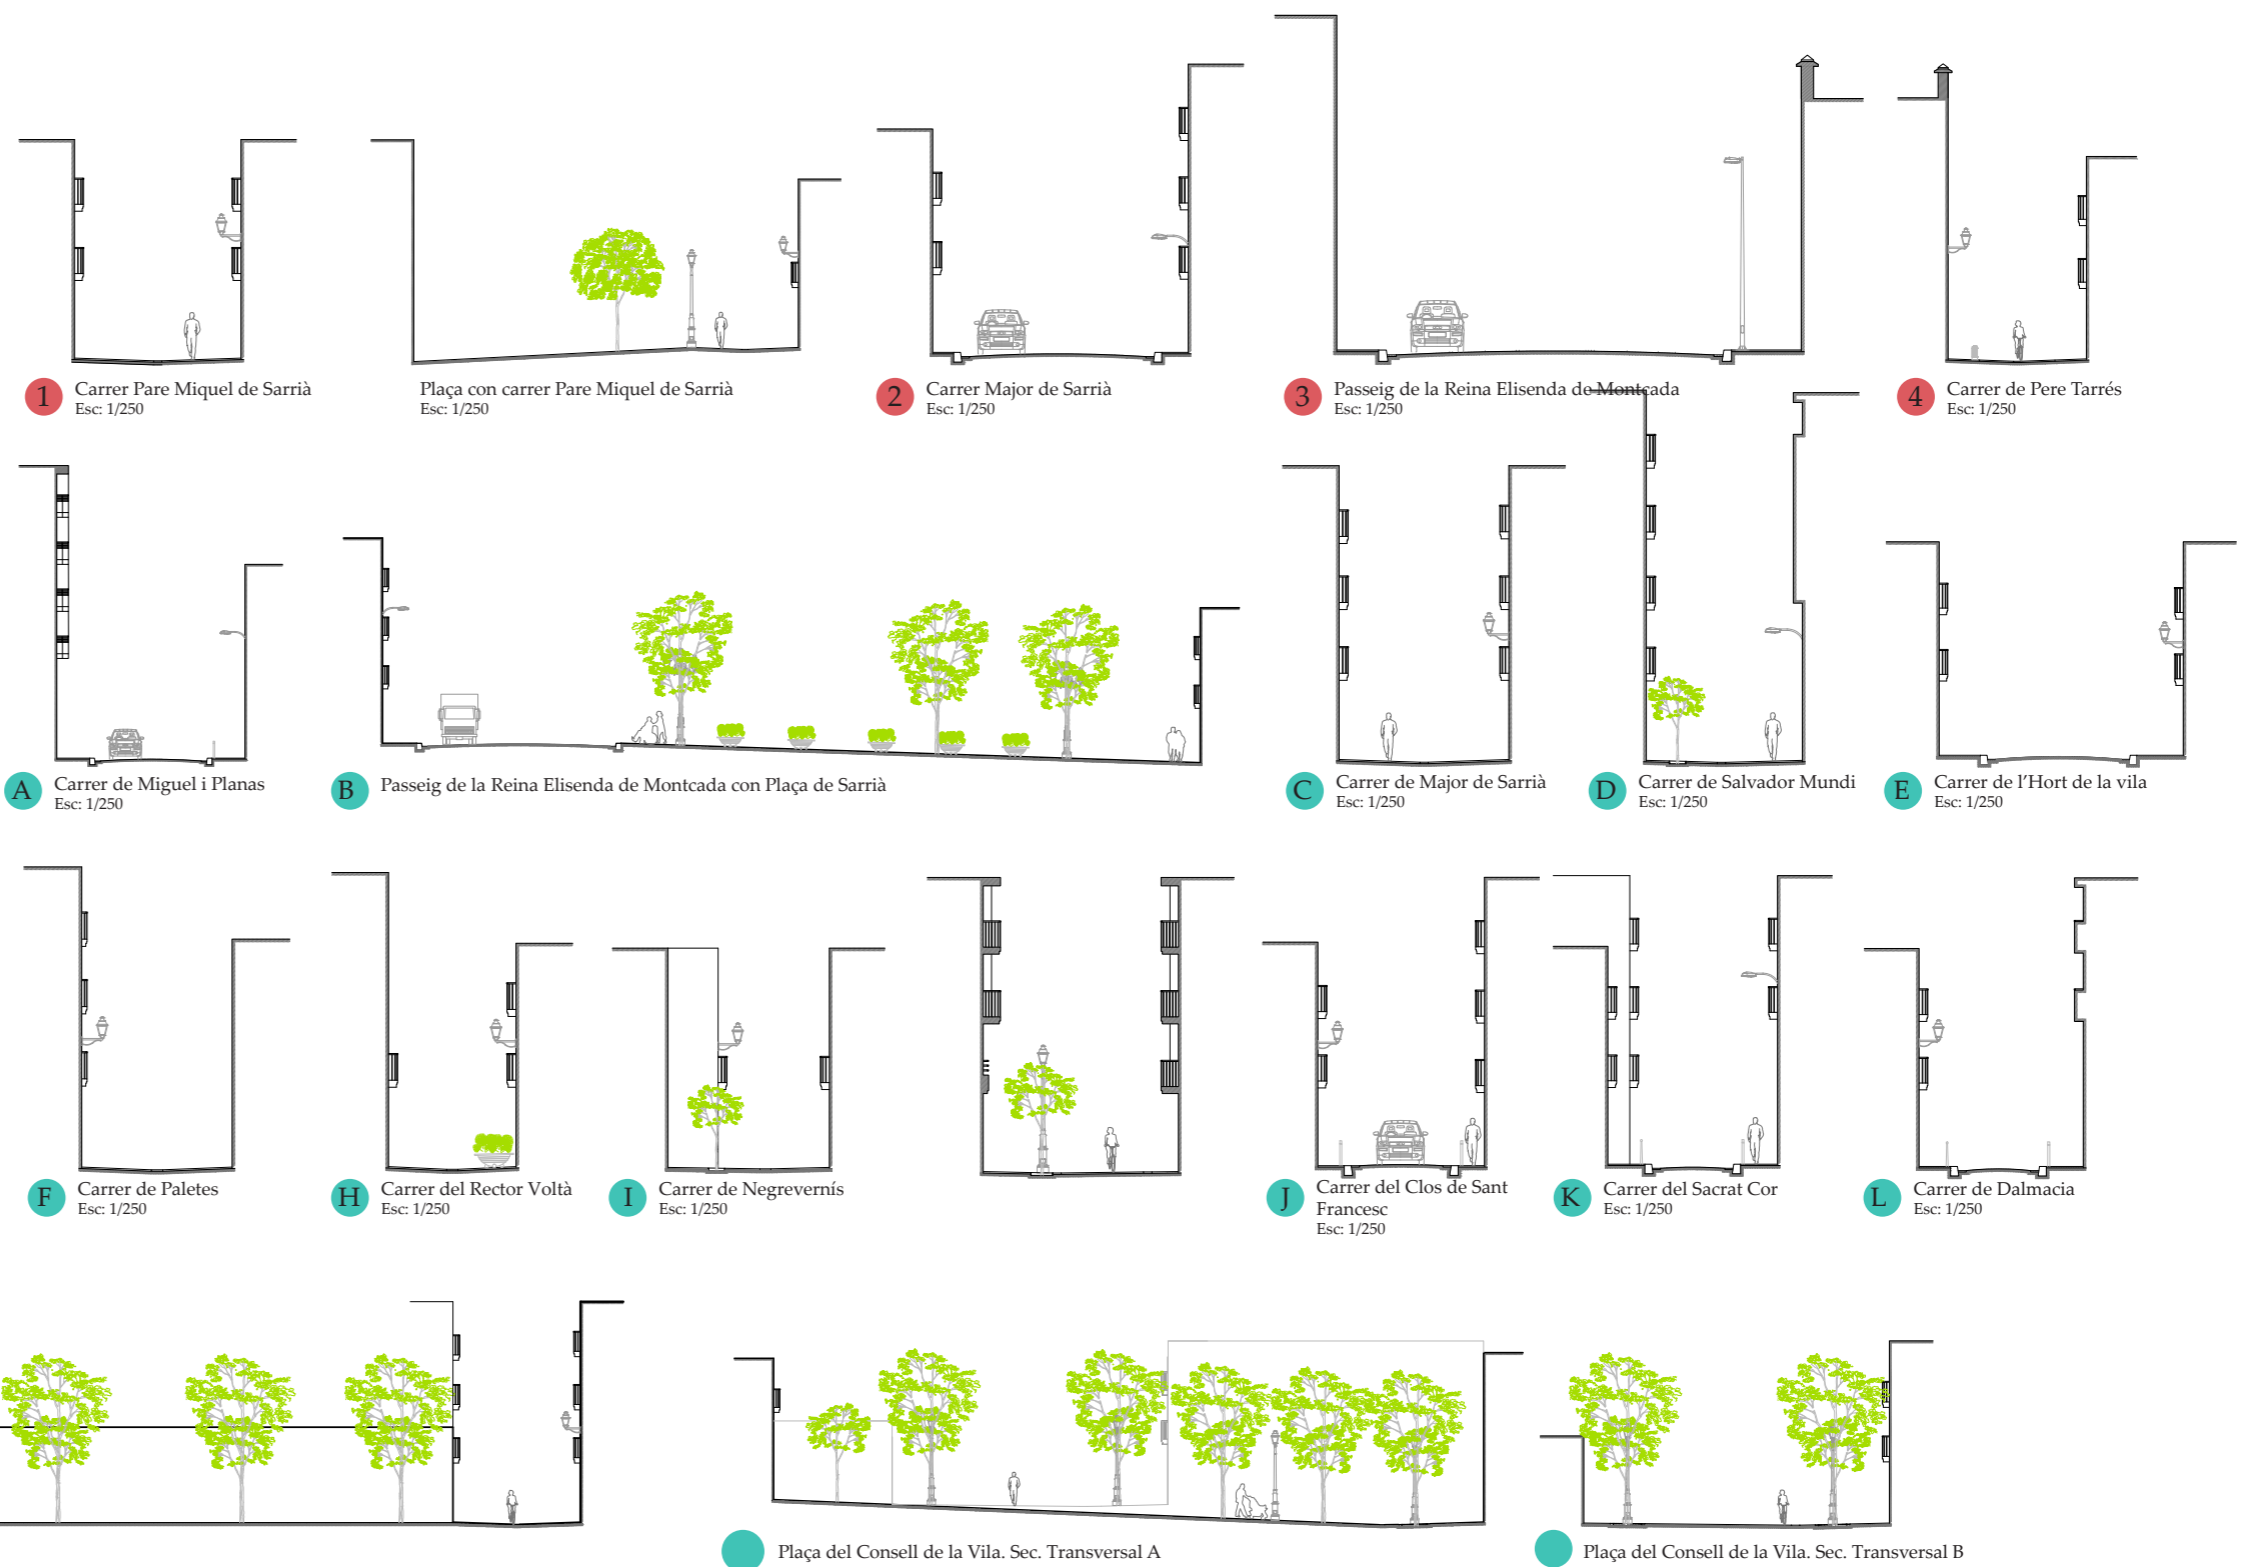 1 Carrer Pare Miquel de Sarrià
Esc: 1/250
Plaça con carrer Pare Miquel de Sarrià
Esc: 1/250
2 Carrer Major de Sarrià
Esc: 1/250
3 Passeig de la Reina Elisenda de Montcada
Esc: 1/250
4 Carrer de Pere Tarrés
Esc: 1/250
A Carrer de Miguel i Planas
Esc: 1/250
B Passeig de la Reina Elisenda de Montcada con Plaça de Sarrià
C Carrer de Major de Sarrià
Esc: 1/250
D Carrer de Salvador Mundi
Esc: 1/250
E Carrer de l'Hort de la vila
Esc: 1/250
F Carrer de Paletes
Esc: 1/250
H Carrer del Rector Voltà
Esc: 1/250
I Carrer de Negrevernís
Esc: 1/250
J Carrer del Clos de Sant
Francesc
Esc: 1/250
K Carrer del Sacrat Cor
Esc: 1/250
L Carrer de Dalmacia
Esc: 1/250
Plaça del Consell de la Vila. Sec. Transversal A
Plaça del Consell de la Vila. Sec. Transversal B